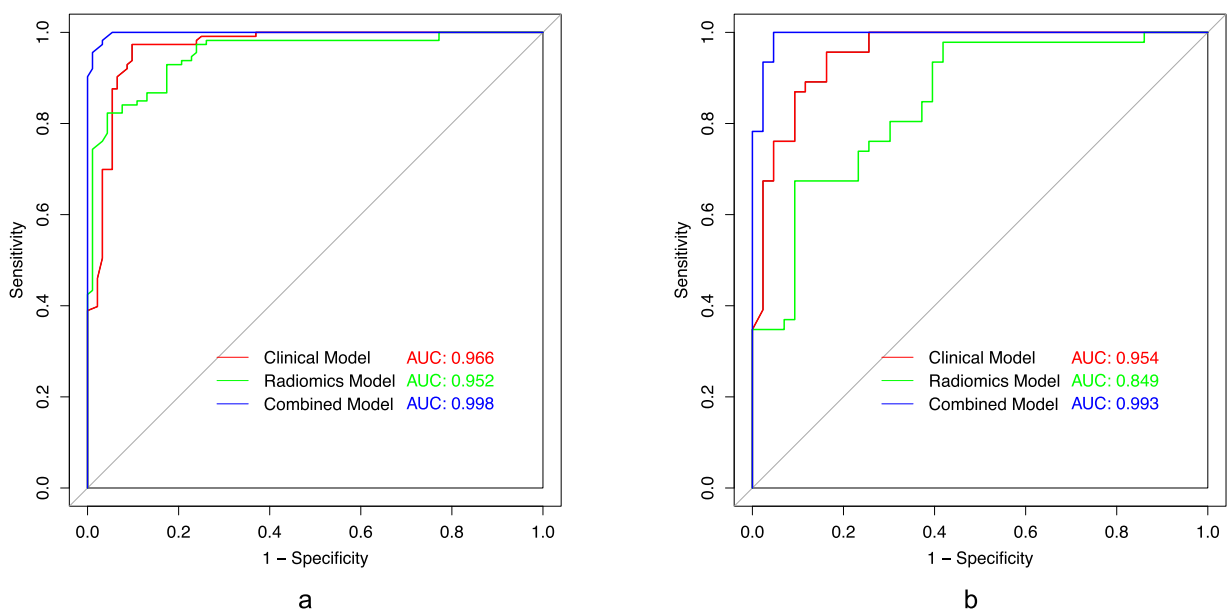 1.0
0.8
0.6
0.4
0.2
0.0
Sensitivity
Clinical Model AUC: 0.966
Radiomics Model AUC: 0.952
Combined Model AUC: 0.998
0.0 0.2 0.4 0.6 0.8 1.0
1 − Specificity
a
1.0
0.8
0.6
0.4
0.2
0.0
Sensitivity
Clinical Model AUC: 0.954
Radiomics Model AUC: 0.849
Combined Model AUC: 0.993
0.0 0.2 0.4 0.6 0.8 1.0
1 − Specificity
b